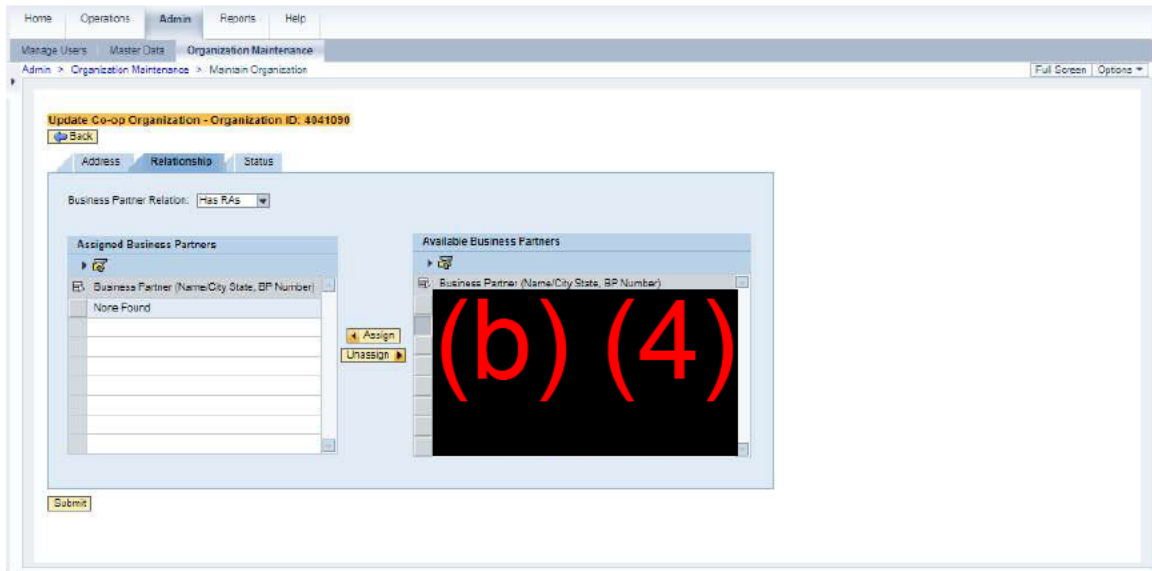 Home Operations Admin Reports Help
Manage Users Master Data Organization Maintenance
Admin > Organization Maintenance > Maintain Organization Full Screen Options
Update Co-op Organization - Organization ID: 4041090
Back
Address Relationship Status
Business Partner Relation: Has RAs
Assigned Business Partners
Business Partner (Name/City State, BP Number)
None Found
Assign
Unassign
Available Business Partners
Business Partner (Name/City State, BP Number)
(b) (4)
Submit